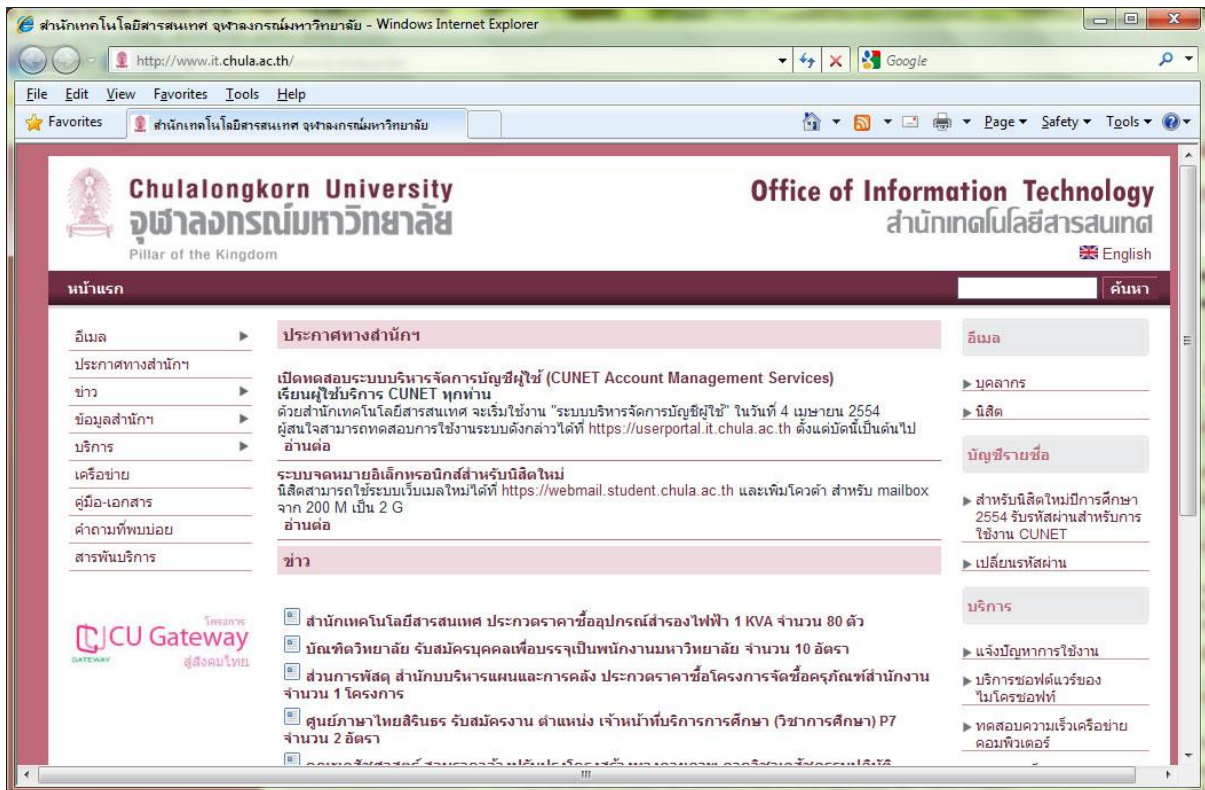 สำนักเทคโนโลยีสารสนเทศ จุฬาลงกรณ์มหาวิทยาลัย - Windows Internet Explorer
http://www.it.chula.ac.th/
Google
File Edit View Favorites Tools Help
Favorites
สำนักเทคโนโลยีสารสนเทศ จุฬาลงกรณ์มหาวิทยาลัย
Page Safety Tools
Chulalongkorn University
จุฬาลงกรณ์มหาวิทยาลัย
Pillar of the Kingdom
Office of Information Technology
สำนักเทคโนโลยีสารสนเทศ
English
หน้าแรก
ค้นหา
อีเมล
ประกาศทางสำนักฯ
ข่าว
ข้อมูลสำนักฯ
บริการ
เครือข่าย
คู่มือ-เอกสาร
คำถามที่พบบ่อย
สารพันบริการ
โครงการ
CU Gateway
GATEWAY
สู่สังคมไทย
ประกาศทางสำนักฯ
เปิดทดสอบระบบบริหารจัดการบัญชีผู้ใช้ (CUNET Account Management Services)
เรียนผู้ใช้บริการ CUNET ทุกท่าน
ด้วยสำนักเทคโนโลยีสารสนเทศ จะเริ่มใช้งาน "ระบบบริหารจัดการบัญชีผู้ใช้" ในวันที่ 4 เมษายน 2554
ผู้สนใจสามารถทดสอบการใช้งานระบบดังกล่าวได้ที่ https://userportal.it.chula.ac.th ตั้งแต่บัดนี้เป็นต้นไป
อ่านต่อ
ระบบจดหมายอิเล็กทรอนิกส์สำหรับนิสิตใหม่
นิสิตสามารถใช้ระบบเว็บเมลใหม่ได้ที่ https://webmail.student.chula.ac.th และเพิ่มโควต้า สำหรับ mailbox
จาก 200 M เป็น 2 G
อ่านต่อ
ข่าว
สำนักเทคโนโลยีสารสนเทศ ประกวดราคาซื้ออุปกรณ์สำรองไฟฟ้า 1 KVA จำนวน 80 ตัว
บัณฑิตวิทยาลัย รับสมัครบุคคลเพื่อบรรจุเป็นพนักงานมหาวิทยาลัย จำนวน 10 อัตรา
ส่วนการพัสดุ สำนักบริหารแผนและการคลัง ประกวดราคาซื้อโครงการจัดซื้อครุภัณฑ์สำนักงาน
จำนวน 1 โครงการ
ศูนย์ภาษาไทยสิรินธร รับสมัครงาน ตำแหน่ง เจ้าหน้าที่บริการการศึกษา (วิชาการศึกษา) P7
จำนวน 2 อัตรา
อีเมล
บุคลากร
นิสิต
บัญชีรายชื่อ
สำหรับนิสิตใหม่ปีการศึกษา
2554 รับรหัสผ่านสำหรับการ
ใช้งาน CUNET
เปลี่ยนรหัสผ่าน
บริการ
แจ้งปัญหาการใช้งาน
บริการซอฟต์แวร์ของ
ไมโครซอฟท์
ทดสอบความเร็วเครือข่าย
คอมพิวเตอร์